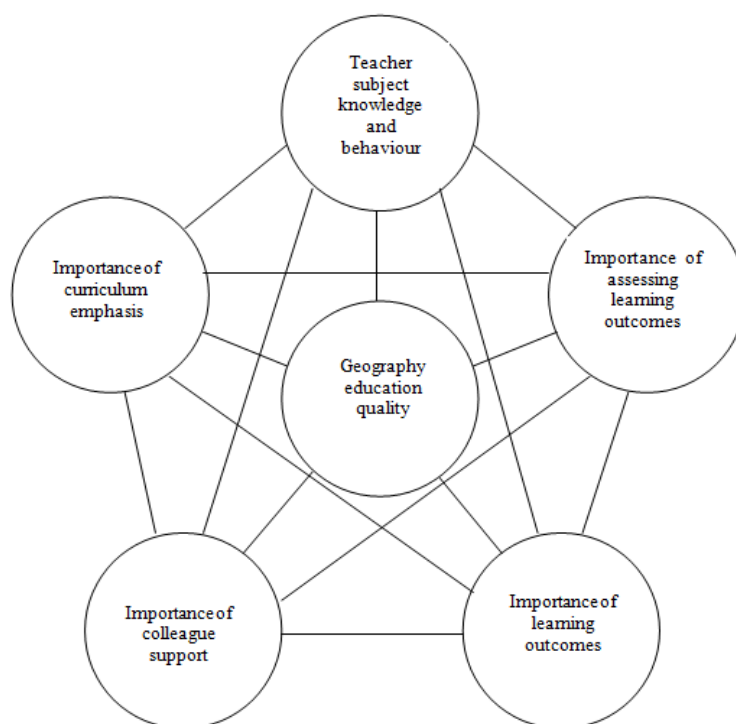 Teacher
subject
knowledge
and
behaviour
Importance of
curriculum
emphasis
Importance of
assessing
learning
outcomes
Geography
education
quality
Importance of
colleague
support
Importance of
learning
outcomes